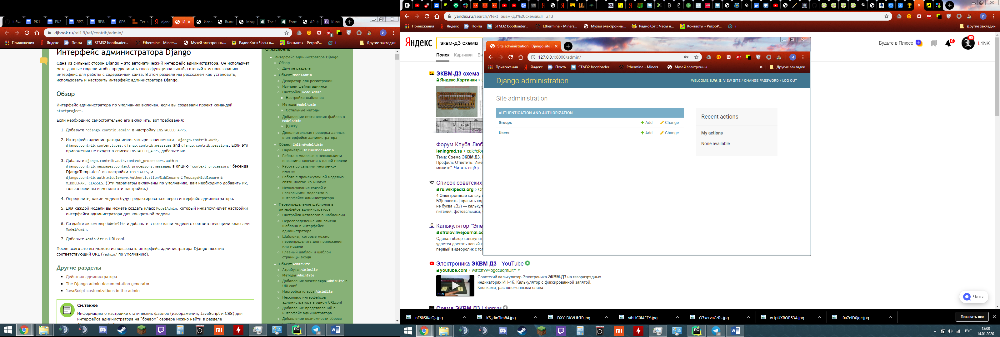 iu5w
РК1 -
РК2 -
ЛР7.
ЛР8.
ЛР6.
Тег <
djang
И
Испо
Выпо
Мод
The F
Form
API ф
Кноп
djbook.ru/rel1.9/ref/contrib/admin/
Приложения
Яндекс
Почта
STM32 bootloader...
Ethermine - Miners...
Музей электронны...
РадиоКот :: Часы н...
Контакты - РетроР...
i
Другие закладки
Интерфейс администратора Django
Одна из сильных сторон Django – это автоматический интерфейс администратора. Он использует
мета-данные модели чтобы предоставить многофункциональный, готовый к использованию
интерфейс для работы с содержимым сайта. В этом разделе мы расскажем как установить,
использовать и настроить интерфейс администратора Django.
Обзор
Интерфейс администратора по умолчанию включен, если вы создавали проект командой
startproject.
Если необходимо самостоятельно его включить, вот требования:
1. Добавьте 'django.contrib.admin' в настройку INSTALLED_APPS.
2. Интерфейс администратора имеет четыре зависимости - django.contrib.auth,
django.contrib.contenttypes, django.contrib.messages and django.contrib.sessions. Если эти
приложения не входят в список INSTALLED_APPS, добавьте их.
3. Добавьте django.contrib.auth.context_processors.auth и
django.contrib.messages.context_processors.messages в опцию 'context_processors' бэкенда
DjangoTemplates` из настройки TEMPLATES, и
django.contrib.auth.middleware.AuthenticationMiddleware с MessageMiddleware в
MIDDLEWARE_CLASSES. (Эти параметры включены по умолчанию, вам необходимо добавить их,
только если вы изменяли эти настройки.)
4. Определите, какие модели будут редактироваться через интерфейс администратора.
5. Для каждой модели вы можете создать класс ModelAdmin, который инкапсулирует настройки
интерфейса администратора для конкретной модели.
6. Создайте экземпляр AdminSite и добавьте в него ваши модели с соответствующими классами
ModelAdmin.
7. Добавьте AdminSite в URLconf.
После всего это вы можете использовать интерфейс администратора Django посетив
соответствующий URL (/admin/ по умолчанию).
Другие разделы
Действия администратора
The Django admin documentation generator
JavaScript customizations in the admin
См.также
Информацию о настройке статических файлов (изображений, JavaScript и CSS) для
интерфейса администратора на “боевом” сервере можно найти в разделе
Оглавление
Интерфейс администратора Django
Обзор
Другие разделы
Объект ModelAdmin
Декоратор для регистрации
Изучаем файлы админки
Настройки ModelAdmin
Настройки шаблонов
Методы ModelAdmin
Остальные методы
Добавление статических файлов в
ModelAdmin
jQuery
Дополнительная проверка данных
в интерфейсе администратора
Объект InlineModelAdmin
Параметры InlineModelAdmin
Работа с моделью с несколькими
внешними ключами к одной модели
Работа со связями многие-ко-
многим
Работа с промежуточной моделью
связи многое-ко-многим
Использование связей с
несколькими моделями в
интерфейсе администратора
Переопределение шаблонов в
интерфейсе администратора
Настройка каталогов в шаблонами
Переопределение или замена
шаблона в интерфейсе
администратора
Шаблоны, которые можно
переопределить для приложения
или модели
Главный шаблон и шаблон
страницы входа
Объект AdminSite
Атрибуты AdminSite
Методы AdminSite
Добавление экземпляра AdminSite в
URLconf
Настройка класса AdminSite
Несколько интерфейсов
администратора в одном URLconf
Добавление представлений в
интерфейс администратора
Добавление возможности сброса
yandex.ru/search/?text=эквм-д3%20схема&lr=213
Приложения
Яндекс
Почта
STM32 bootloader...
Ethermine - Miners...
Музей электронны...
РадиоКот :: Часы н...
Контакты - РетроР...
i
Другие закладки
Яндекс
эквм-д3 схема
Будьте в Плюсе
6
99
L1NK
Поиск
Картинки
Ви
ЭКВМ-Д3 схема -
Яндекс.Картинки ›
Форум Клуба Люб
leningrad.su › calc/cfor
Тема: Схема ЭКВМ Д3.
Профиль Ответить. Име
можите". Читать ещё ›
Список советских
ru.wikipedia.org › Сп
4 Электронные калькул
Б3[править | править код
не буква «З») — калькул
питания, фотовспышки,
Калькулятор "Эле
sfrolov.livejournal.co
Сделал обзор калькулят
удается достать новый к
первый видеоролик с гол
Электроника ЭКВМ-Д3 - YouTube
youtube.com › watch?v=bgccuqmDitY
5:59
Советский калькулятор Электроника ЭКВМ-Д3 на газоразрядных
индикаторах ИН-16. Калькулятор с фиксированной запятой.
Кнопками, расположенными слева...
Схема ЭКВМ Д3 | Форум
Чаты
Site administration | Django site
127.0.0.1:8000/admin/
Приложения
Яндекс
Почта
STM32 bootloader...
Ethermine - Miners...
Музей электронны...
»
Другие закладки
Django administration
WELCOME, ILYA_S. VIEW SITE / CHANGE PASSWORD / LOG OUT
Site administration
AUTHENTICATION AND AUTHORIZATION
Groups
Add
Change
Users
Add
Change
Recent actions
My actions
None available
nF6liSIKaQs.jpg
KS_dinTlm84.jpg
DXY-DKVHbT0.jpg
vihHC0lAEEY.jpg
O7xervaCzRs.jpg
w1pUXBOR53A.jpg
-0a7elD0jgc.jpg
Показать все
РУС
13:00
14.01.2020